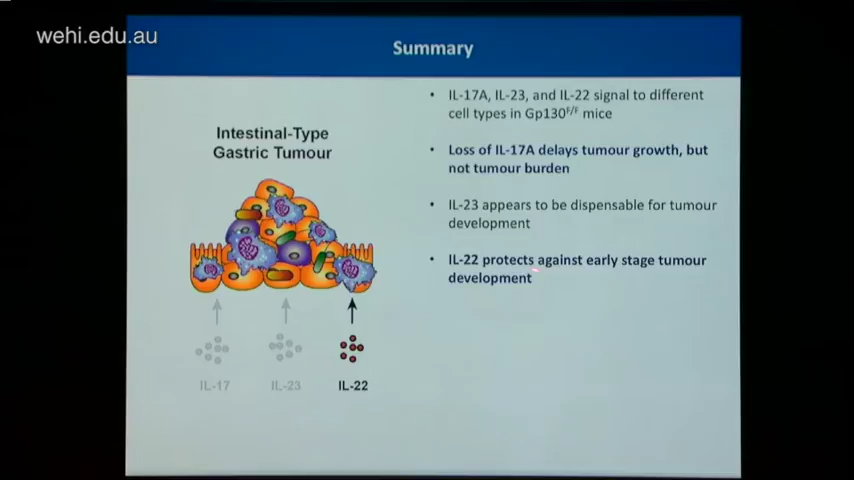 wehi.edu.au
Summary
Intestinal-Type
Gastric Tumour
IL-17
IL-23
IL-22
• IL-17A, IL-23, and IL-22 signal to different
cell types in Gp130F/F mice
• Loss of IL-17A delays tumour growth, but
not tumour burden
• IL-23 appears to be dispensable for tumour
development
• IL-22 protects against early stage tumour
development